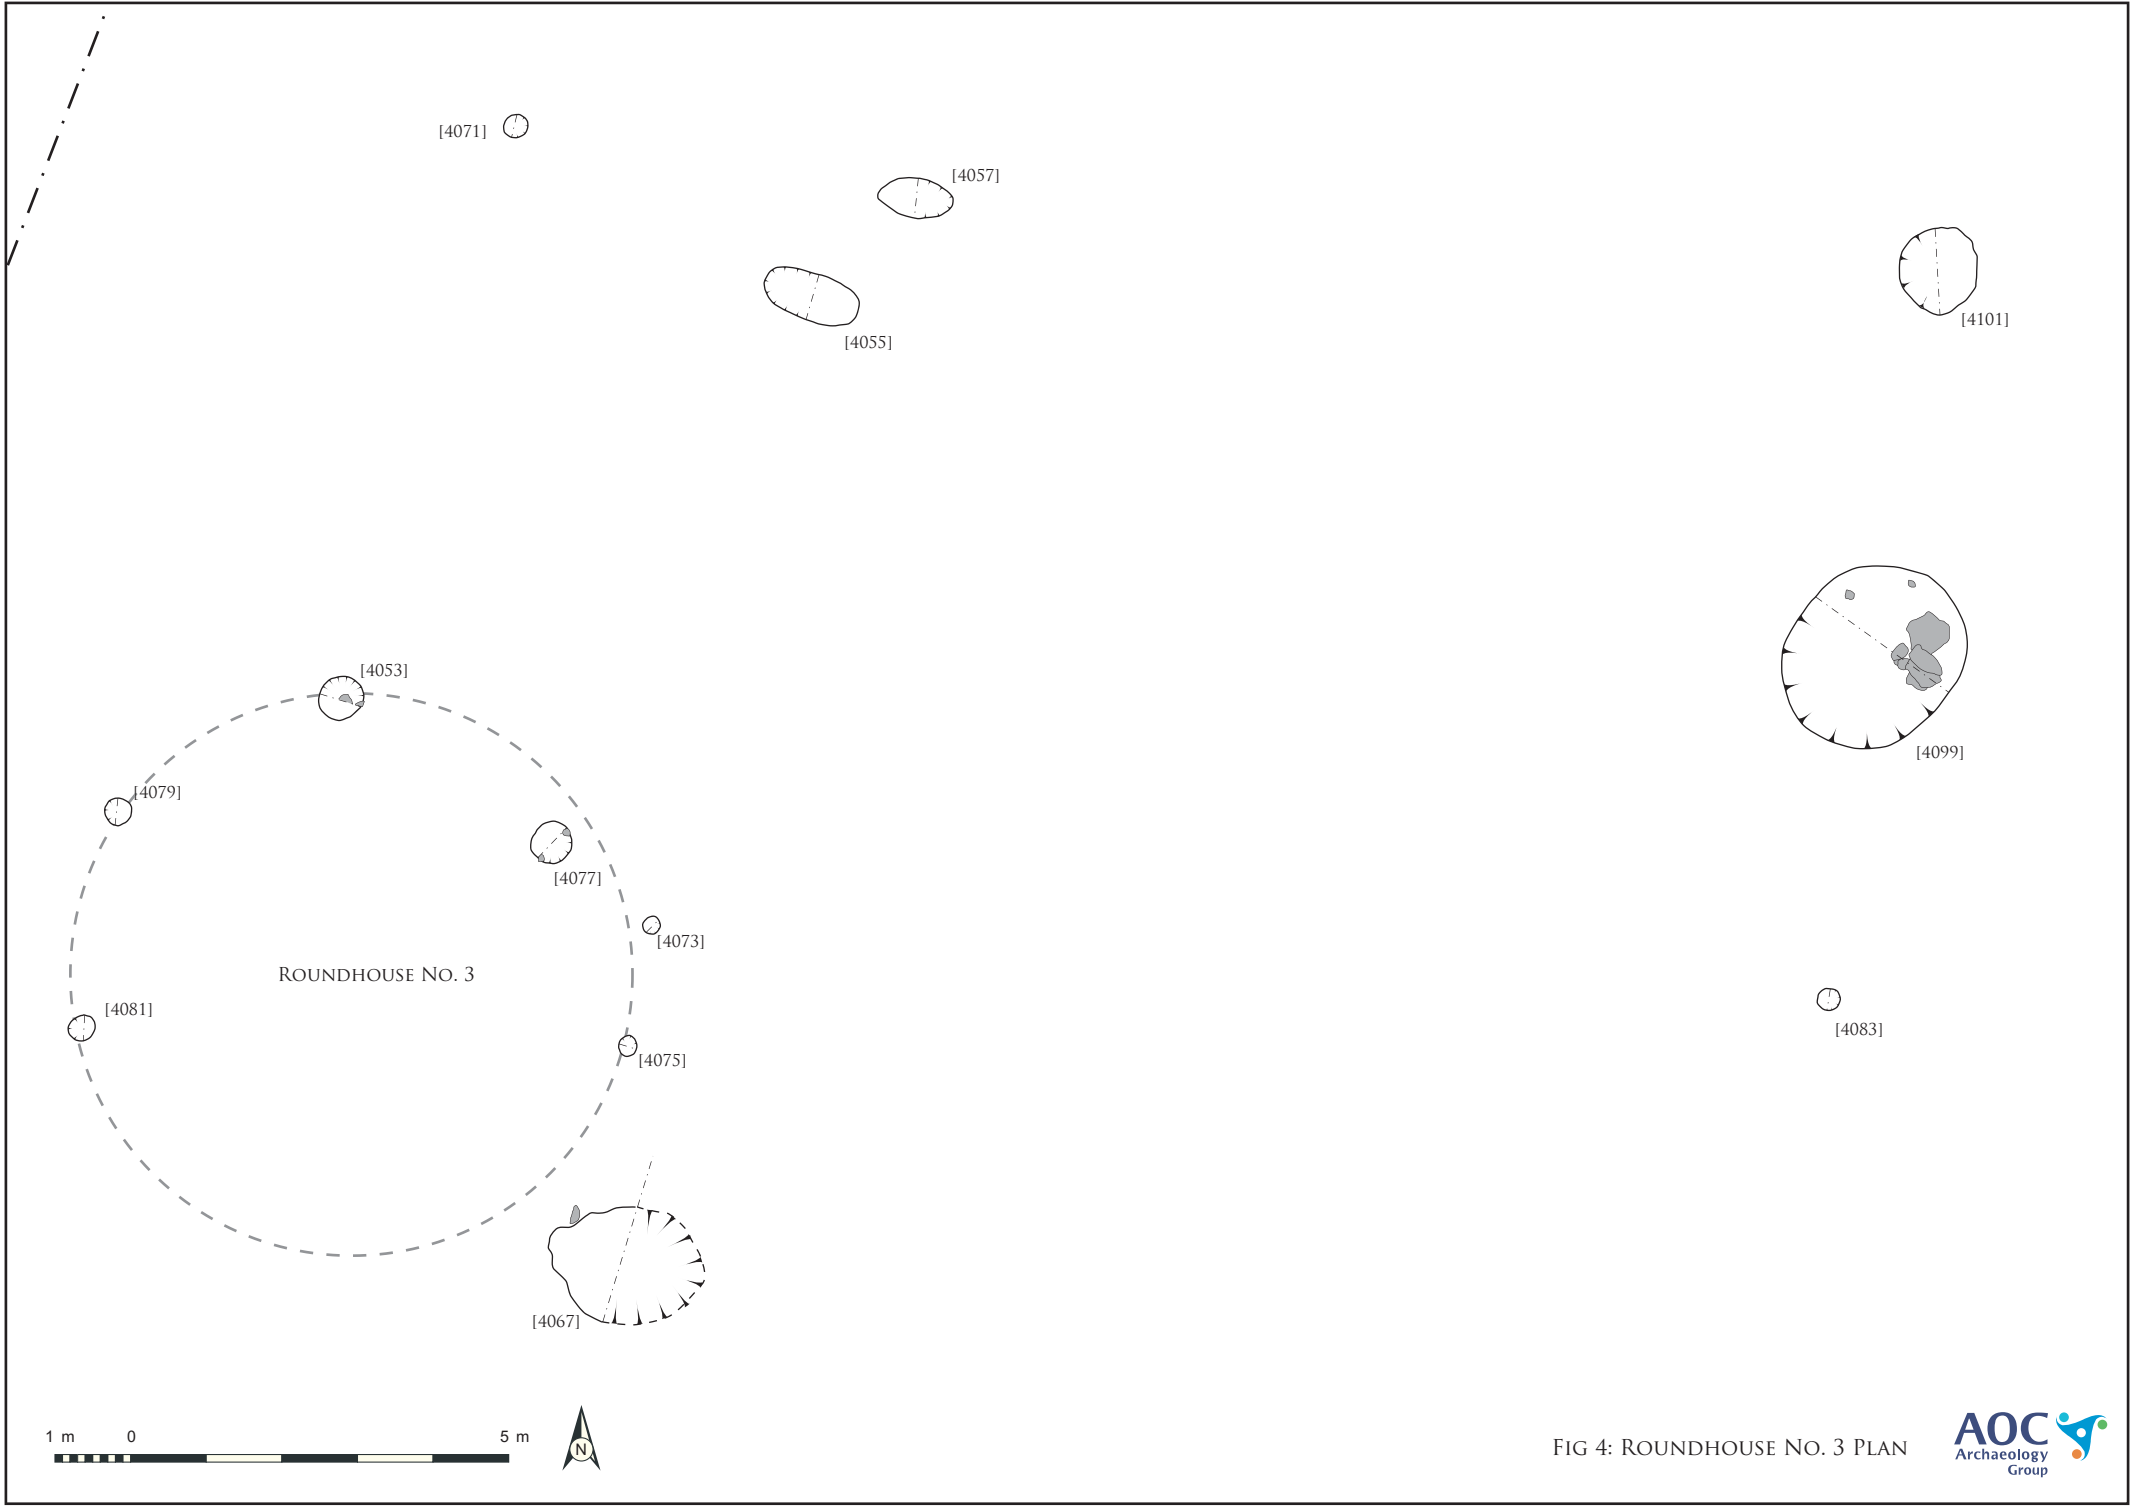 [4071]
[4057]
[4055]
[4101]
[4053]
[4099]
[4079]
[4077]
[4073]
Roundhouse No. 3
[4081]
[4075]
[4083]
[4067]
1 m 0 5 m
N
Fig 4: Roundhouse No. 3 Plan
AOC
Archaeology
Group